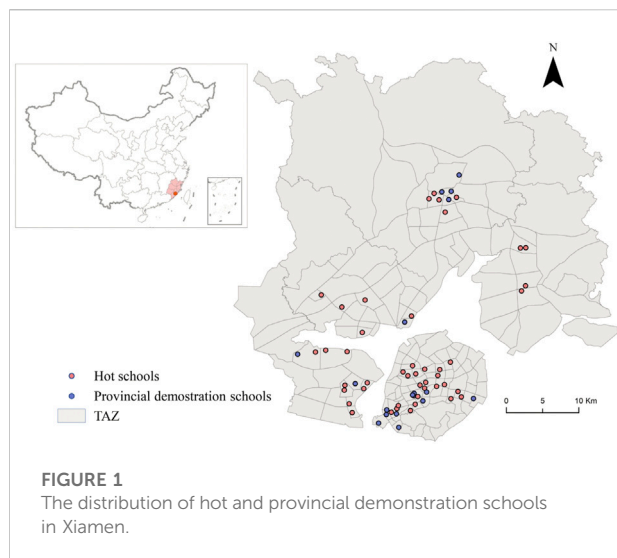 N
Hot schools
Provincial demostration schools
TAZ
0 5 10 Km
FIGURE 1
The distribution of hot and provincial demonstration schools
in Xiamen.